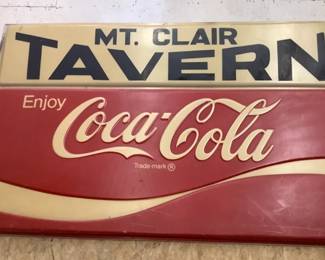 MT. CLAIR
TAVERN
Enjoy
Coca-Cola
Trade-mark ®